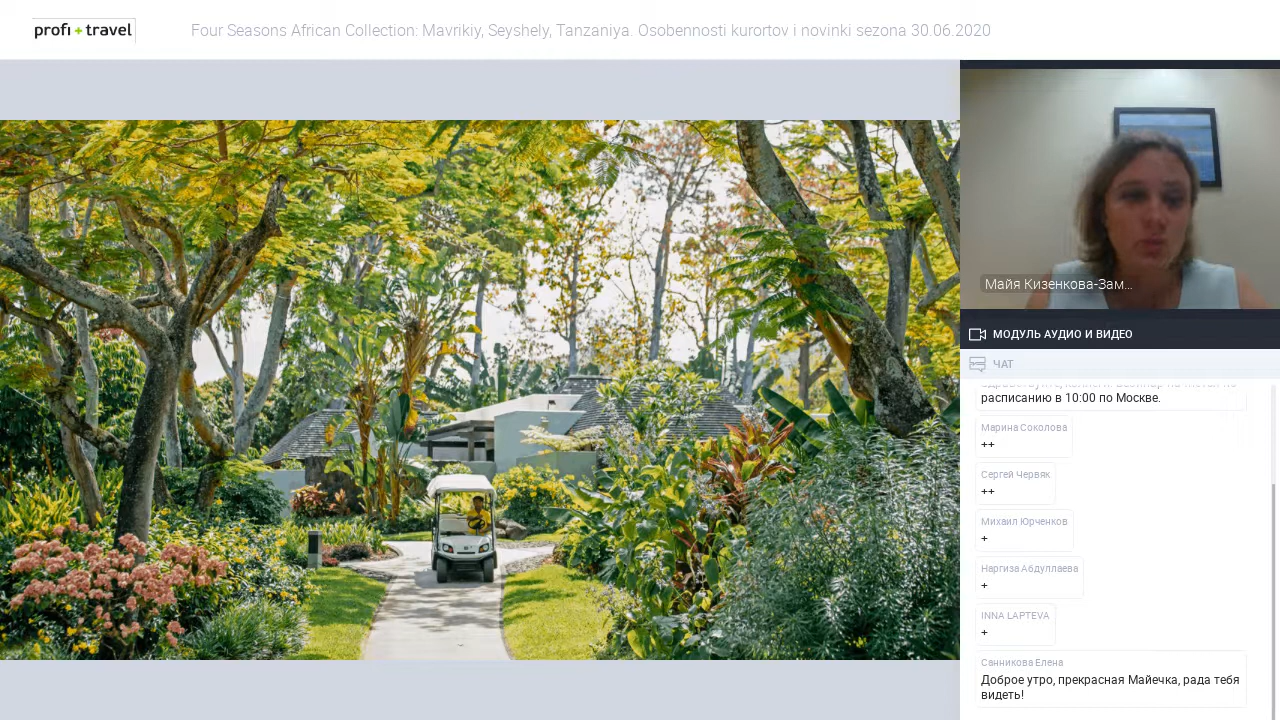 profi + travel
Four Seasons African Collection: Mavrikiy, Seyshely, Tanzaniya. Osobennosti kurortov i novinki sezona 30.06.2020
Майя Кизенкова-Зам...
МОДУЛЬ АУДИО И ВИДЕО
ЧАТ
расписанию в 10:00 по Москве.
Марина Соколова
++
Сергей Червяк
++
Михаил Юрченков
+
Наргиза Абдуллаева
+
INNA LAPTEVA
+
Санникова Елена
Доброе утро, прекрасная Майечка, рада тебя
видеть!